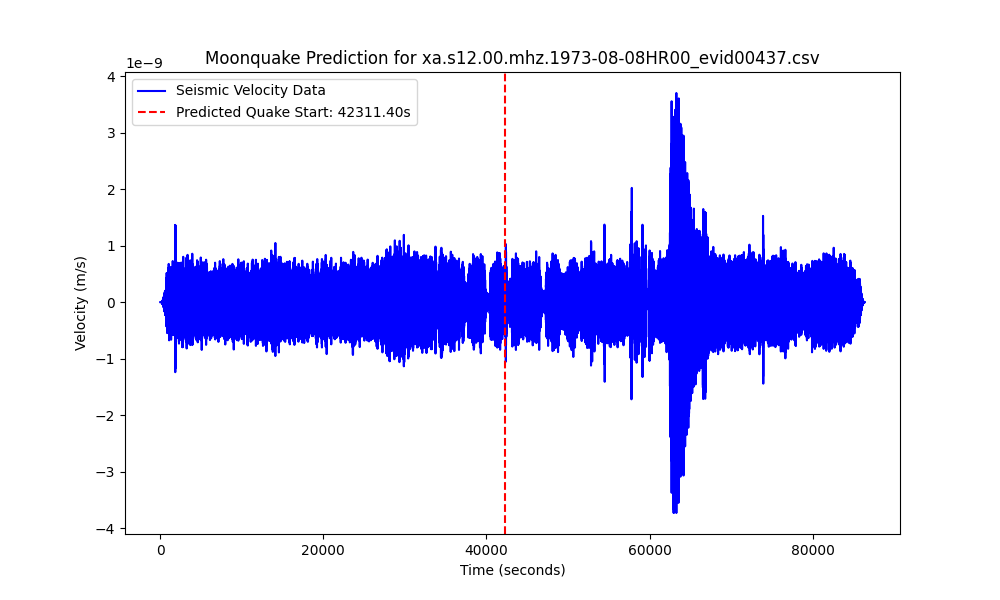 Moonquake Prediction for xa.s12.00.mhz.1973-08-08HR00_evid00437.csv
1e−9
Seismic Velocity Data
Predicted Quake Start: 42311.40s
4
3
2
1
0
−1
−2
−3
−4
Velocity (m/s)
0 20000 40000 60000 80000
Time (seconds)